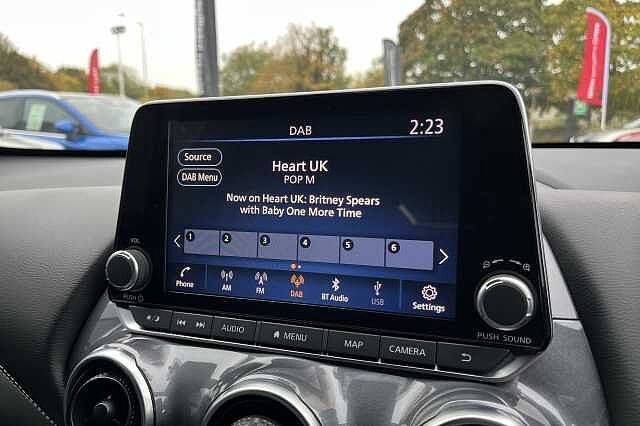 DAB
2:23
Source
DAB Menu
Heart UK
POP M
Now on Heart UK: Britney Spears
with Baby One More Time
1 2 3 4 5 6
Phone
AM
FM
DAB
BT Audio
USB
Settings
VOL
PUSH
PUSH SOUND
AUDIO
MENU
MAP
CAMERA